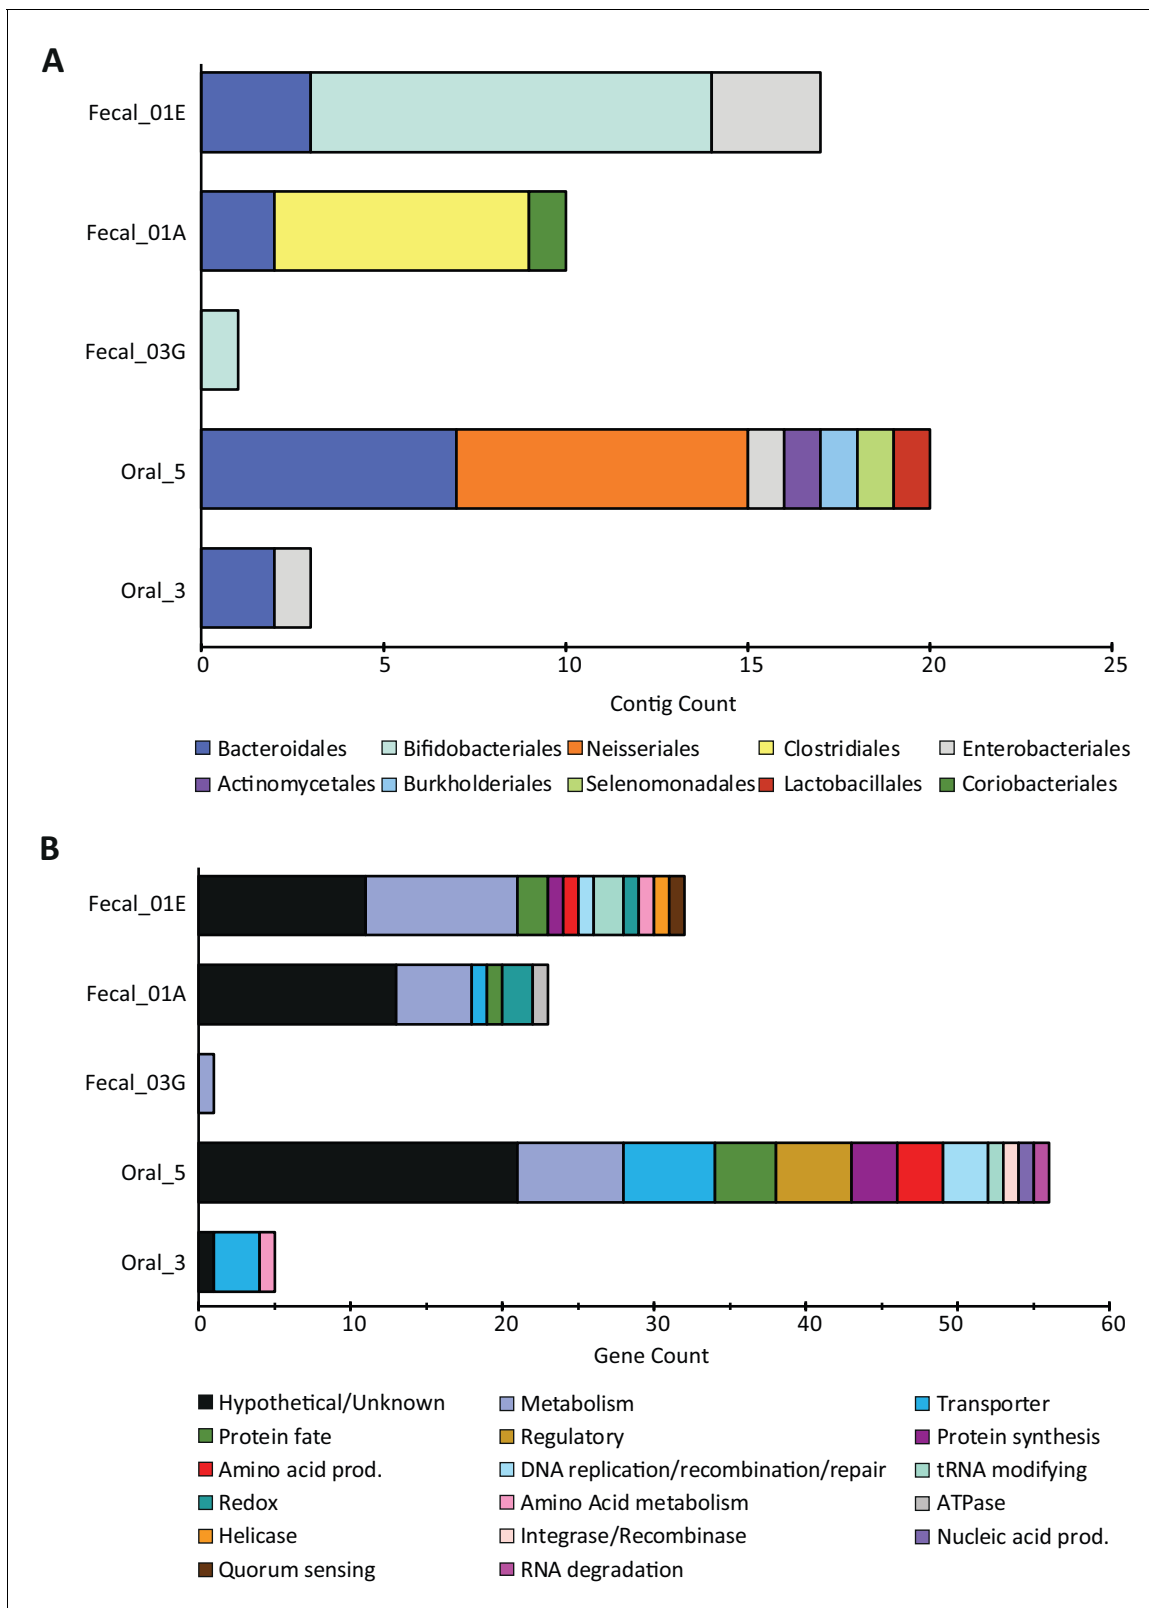 A
Fecal_01E
Fecal_01A
Fecal_03G
Oral_5
Oral_3
0 5 10 15 20 25
Contig Count
Bacteroidales Bifidobacteriales Neisseriales Clostridiales Enterobacteriales
Actinomycetales Burkholderiales Selenomonadales Lactobacillales Coriobacteriales
B
Fecal_01E
Fecal_01A
Fecal_03G
Oral_5
Oral_3
0 10 20 30 40 50 60
Gene Count
Hypothetical/Unknown Metabolism Transporter
Protein fate Regulatory Protein synthesis
Amino acid prod. DNA replication/recombination/repair tRNA modifying
Redox Amino Acid metabolism ATPase
Helicase Integrase/Recombinase Nucleic acid prod.
Quorum sensing RNA degradation